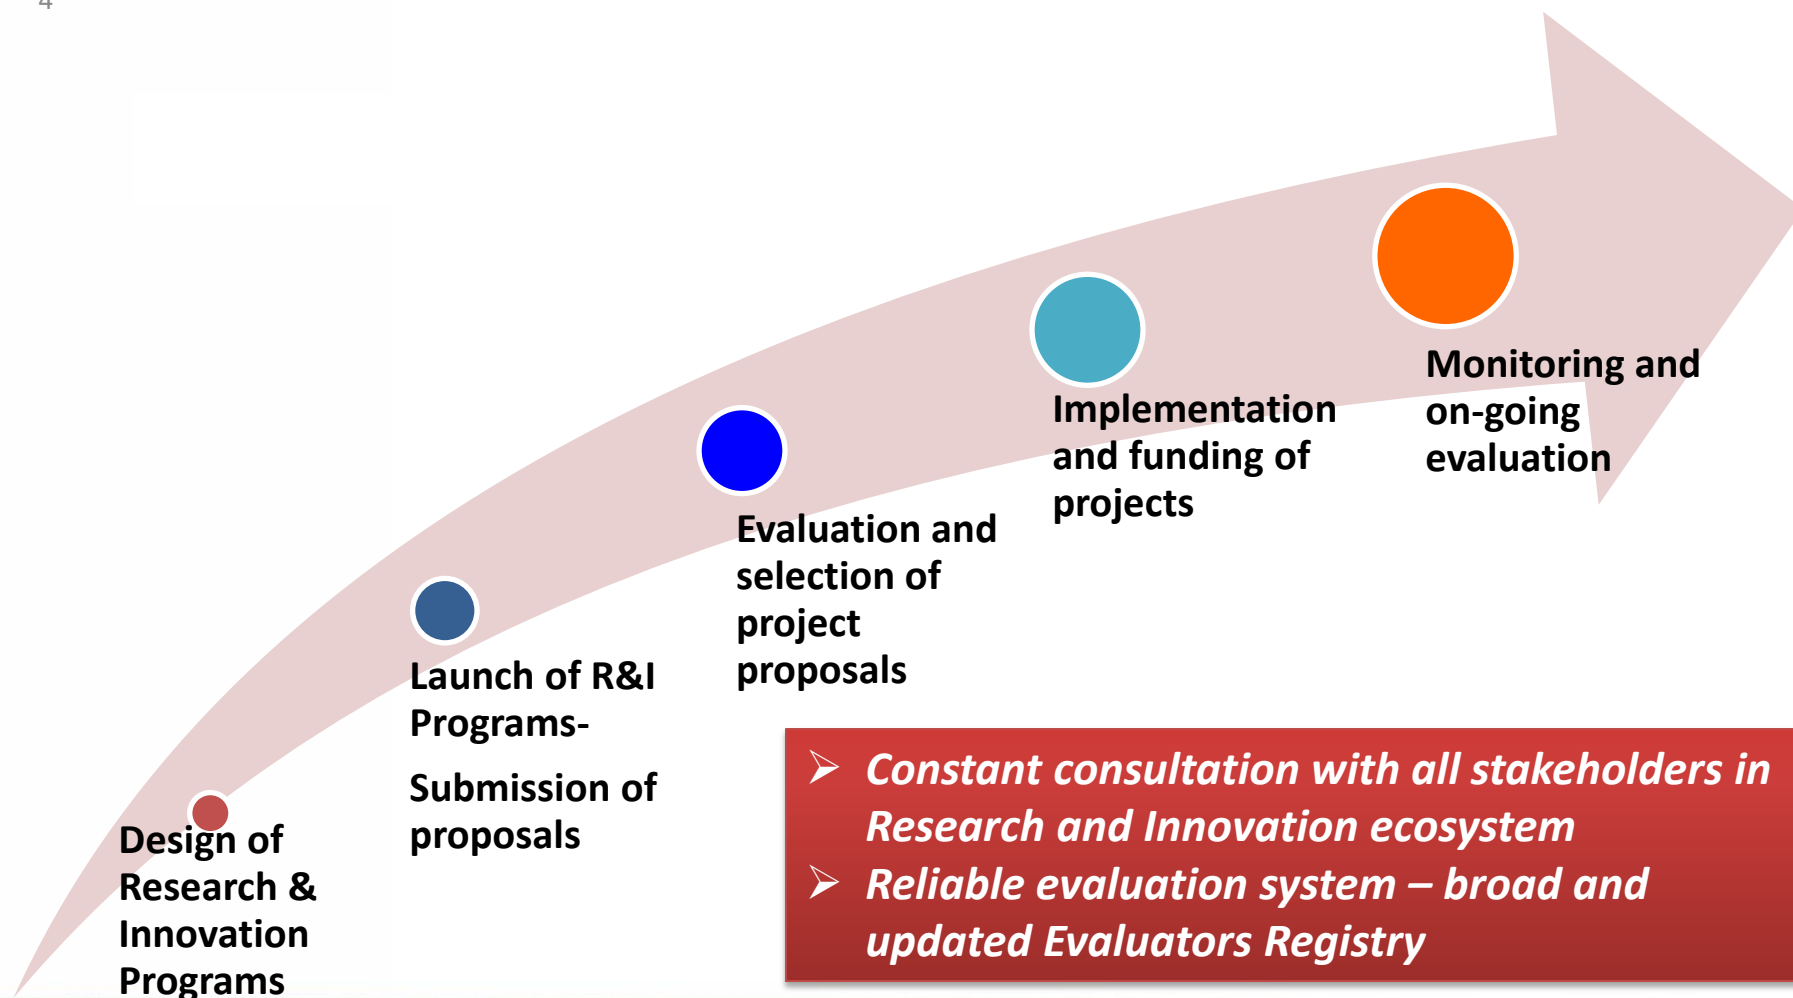 4
Design of
Research &
Innovation
Programs
Launch of R&I
Programs-
Submission of
proposals
Evaluation and
selection of
project
proposals
Implementation
and funding of
projects
Monitoring and
on-going
evaluation
➢ Constant consultation with all stakeholders in
Research and Innovation ecosystem
➢ Reliable evaluation system – broad and
updated Evaluators Registry